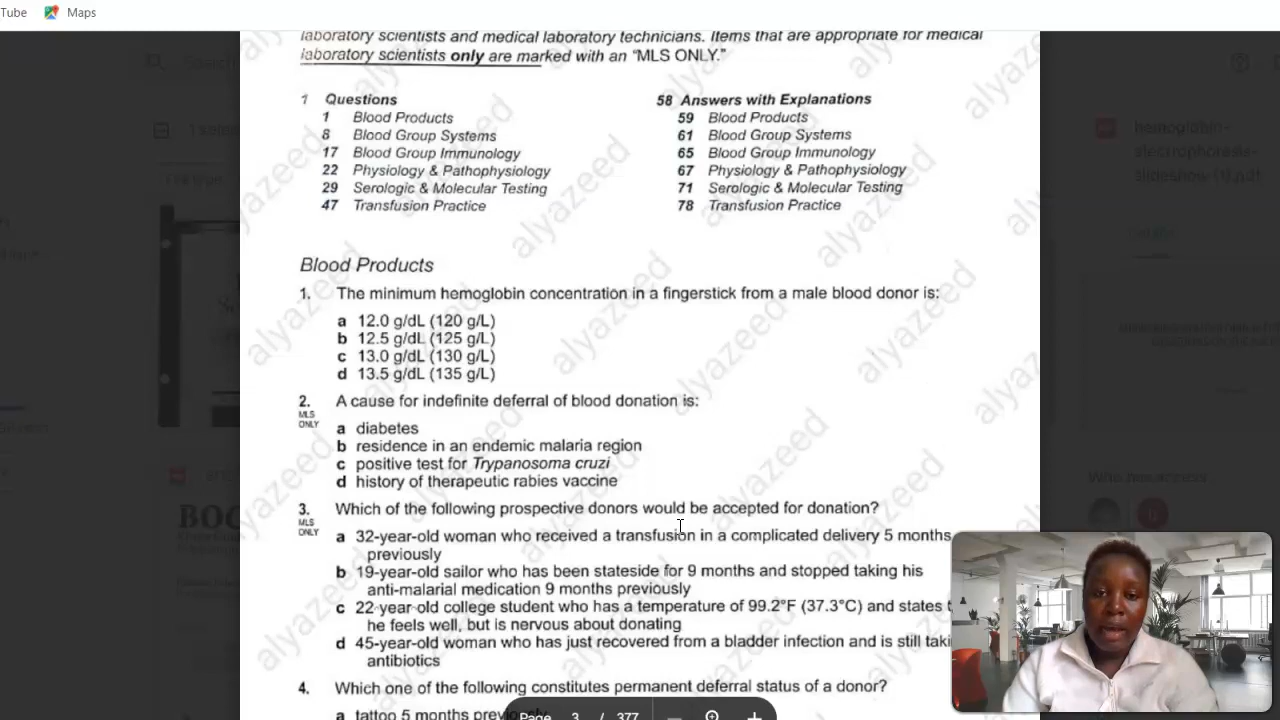 Tube Maps
laboratory scientists and medical laboratory technicians. Items that are appropriate for medical
laboratory scientists only are marked with an "MLS ONLY."
1 Questions
1 Blood Products
8 Blood Group Systems
17 Blood Group Immunology
22 Physiology & Pathophysiology
29 Serologic & Molecular Testing
47 Transfusion Practice
58 Answers with Explanations
59 Blood Products
61 Blood Group Systems
65 Blood Group Immunology
67 Physiology & Pathophysiology
71 Serologic & Molecular Testing
78 Transfusion Practice
Blood Products
1. The minimum hemoglobin concentration in a fingerstick from a male blood donor is:
a 12.0 g/dL (120 g/L)
b 12.5 g/dL (125 g/L)
c 13.0 g/dL (130 g/L)
d 13.5 g/dL (135 g/L)
2. A cause for indefinite deferral of blood donation is:
MLS
ONLY
a diabetes
b residence in an endemic malaria region
c positive test for Trypanosoma cruzi
d history of therapeutic rabies vaccine
3. Which of the following prospective donors would be accepted for donation?
MLS
ONLY
a 32-year-old woman who received a transfusion in a complicated delivery 5 months
previously
b 19-year-old sailor who has been stateside for 9 months and stopped taking his
anti-malarial medication 9 months previously
c 22-year-old college student who has a temperature of 99.2°F (37.3°C) and states
he feels well, but is nervous about donating
d 45-year-old woman who has just recovered from a bladder infection and is still
antibiotics
4. Which one of the following constitutes permanent deferral status of a donor?
a tattoo 5 months previously
Page 3 / 377
alyazeed
hemoglobin-
electrophoresis-
slideshow (1).pdf
Who has access